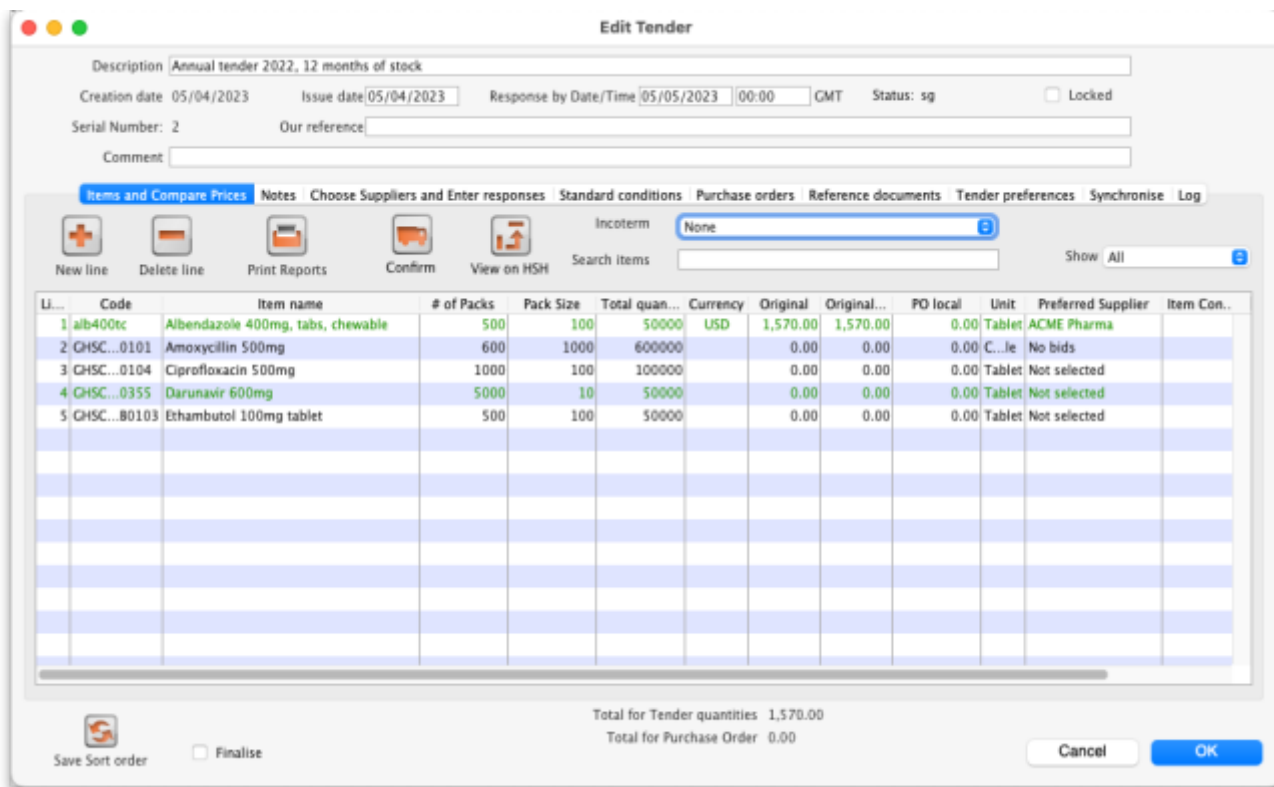 Edit Tender
Description Annual tender 2022, 12 months of stock
Creation date 05/04/2023 Issue date 05/04/2023 Response by Date/Time 05/05/2023 00:00 GMT Status: sg Locked
Serial Number: 2 Our reference
Comment
Items and Compare Prices Notes Choose Suppliers and Enter responses Standard conditions Purchase orders Reference documents Tender preferences Synchronise Log
Incoterm None
New line Delete line Print Reports Confirm View on HSH Search items Show All
Li... Code Item name # of Packs Pack Size Total quan... Currency Original Original... PO local Unit Preferred Supplier Item Con..
1 alb400tc Albendazole 400mg, tabs, chewable 500 100 50000 USD 1,570.00 1,570.00 0.00 Tablet ACME Pharma
2 GHSC...0101 Amoxycillin 500mg 600 1000 600000 0.00 0.00 0.00 C...le No bids
3 GHSC...0104 Ciprofloxacin 500mg 1000 100 100000 0.00 0.00 0.00 Tablet Not selected
4 GHSC...0355 Darunavir 600mg 5000 10 50000 0.00 0.00 0.00 Tablet Not selected
5 GHSC...80103 Ethambutol 100mg tablet 500 100 50000 0.00 0.00 0.00 Tablet Not selected
Total for Tender quantities 1,570.00
Total for Purchase Order 0.00
Save Sort order Finalise Cancel OK